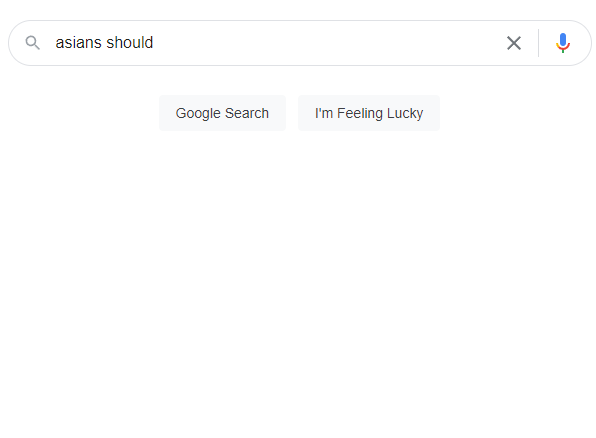 asians should
Google Search
I'm Feeling Lucky